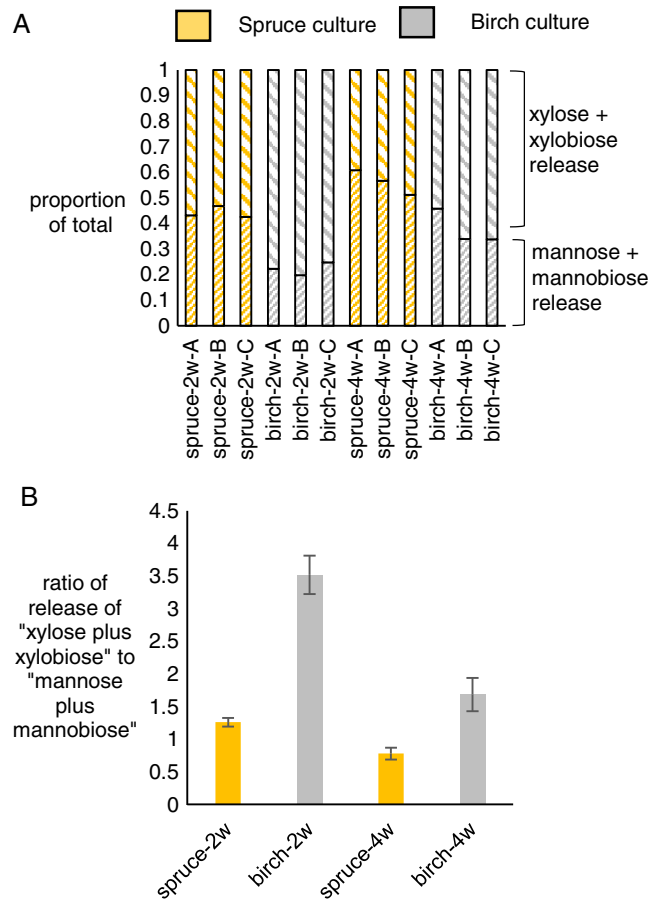 A
Spruce culture
Birch culture
1
0.9
0.8
0.7
0.6
0.5
0.4
0.3
0.2
0.1
0
proportion
of total
xylose +
xylobiose
release
mannose +
mannobiose
release
spruce-2w-A
spruce-2w-B
spruce-2w-C
birch-2w-A
birch-2w-B
birch-2w-C
spruce-4w-A
spruce-4w-B
spruce-4w-C
birch-4w-A
birch-4w-B
birch-4w-C
B
4.5
4
3.5
3
2.5
2
1.5
1
0.5
0
ratio of
release of
"xylose plus
xylobiose" to
"mannose
plus
mannobiose"
spruce-2w
birch-2w
spruce-4w
birch-4w